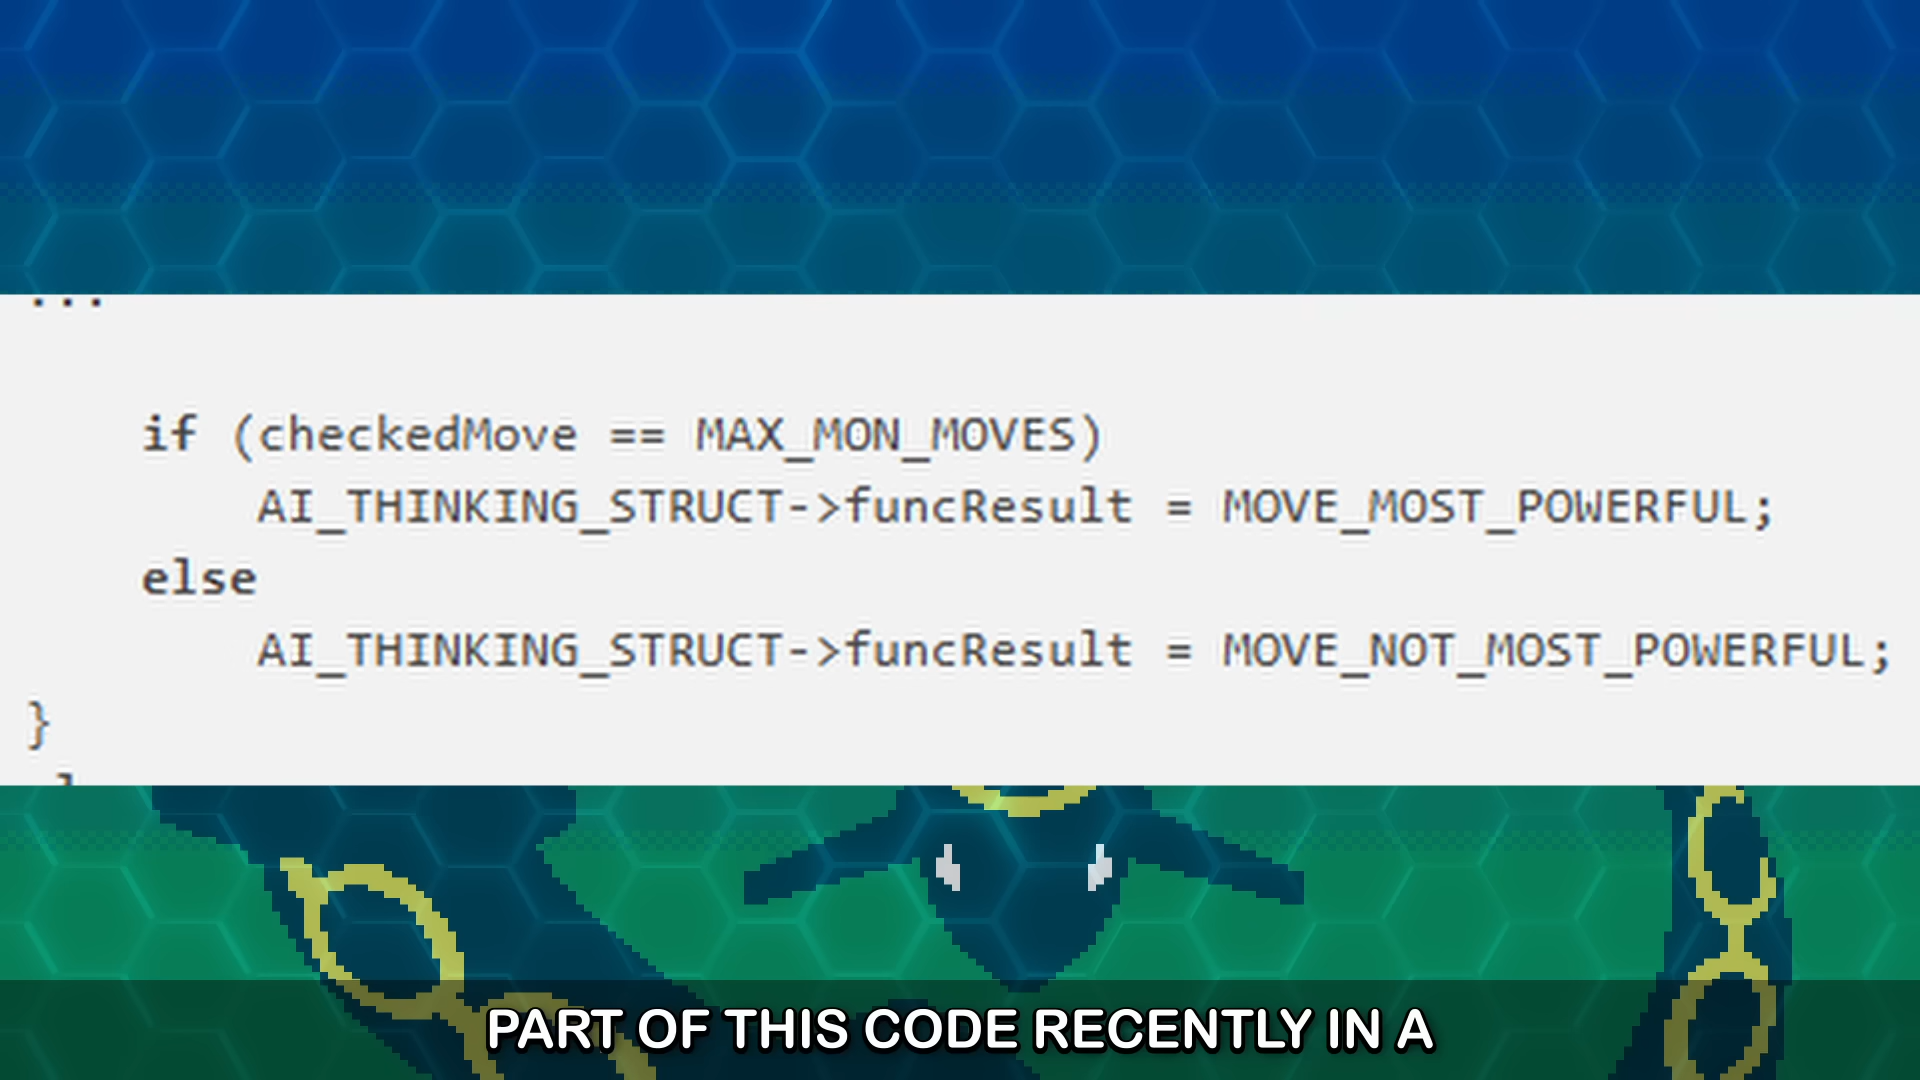 ...
if (checkedMove == MAX_MON_MOVES)
AI_THINKING_STRUCT->funcResult = MOVE_MOST_POWERFUL;
else
AI_THINKING_STRUCT->funcResult = MOVE_NOT_MOST_POWERFUL;
}
PART OF THIS CODE RECENTLY IN A